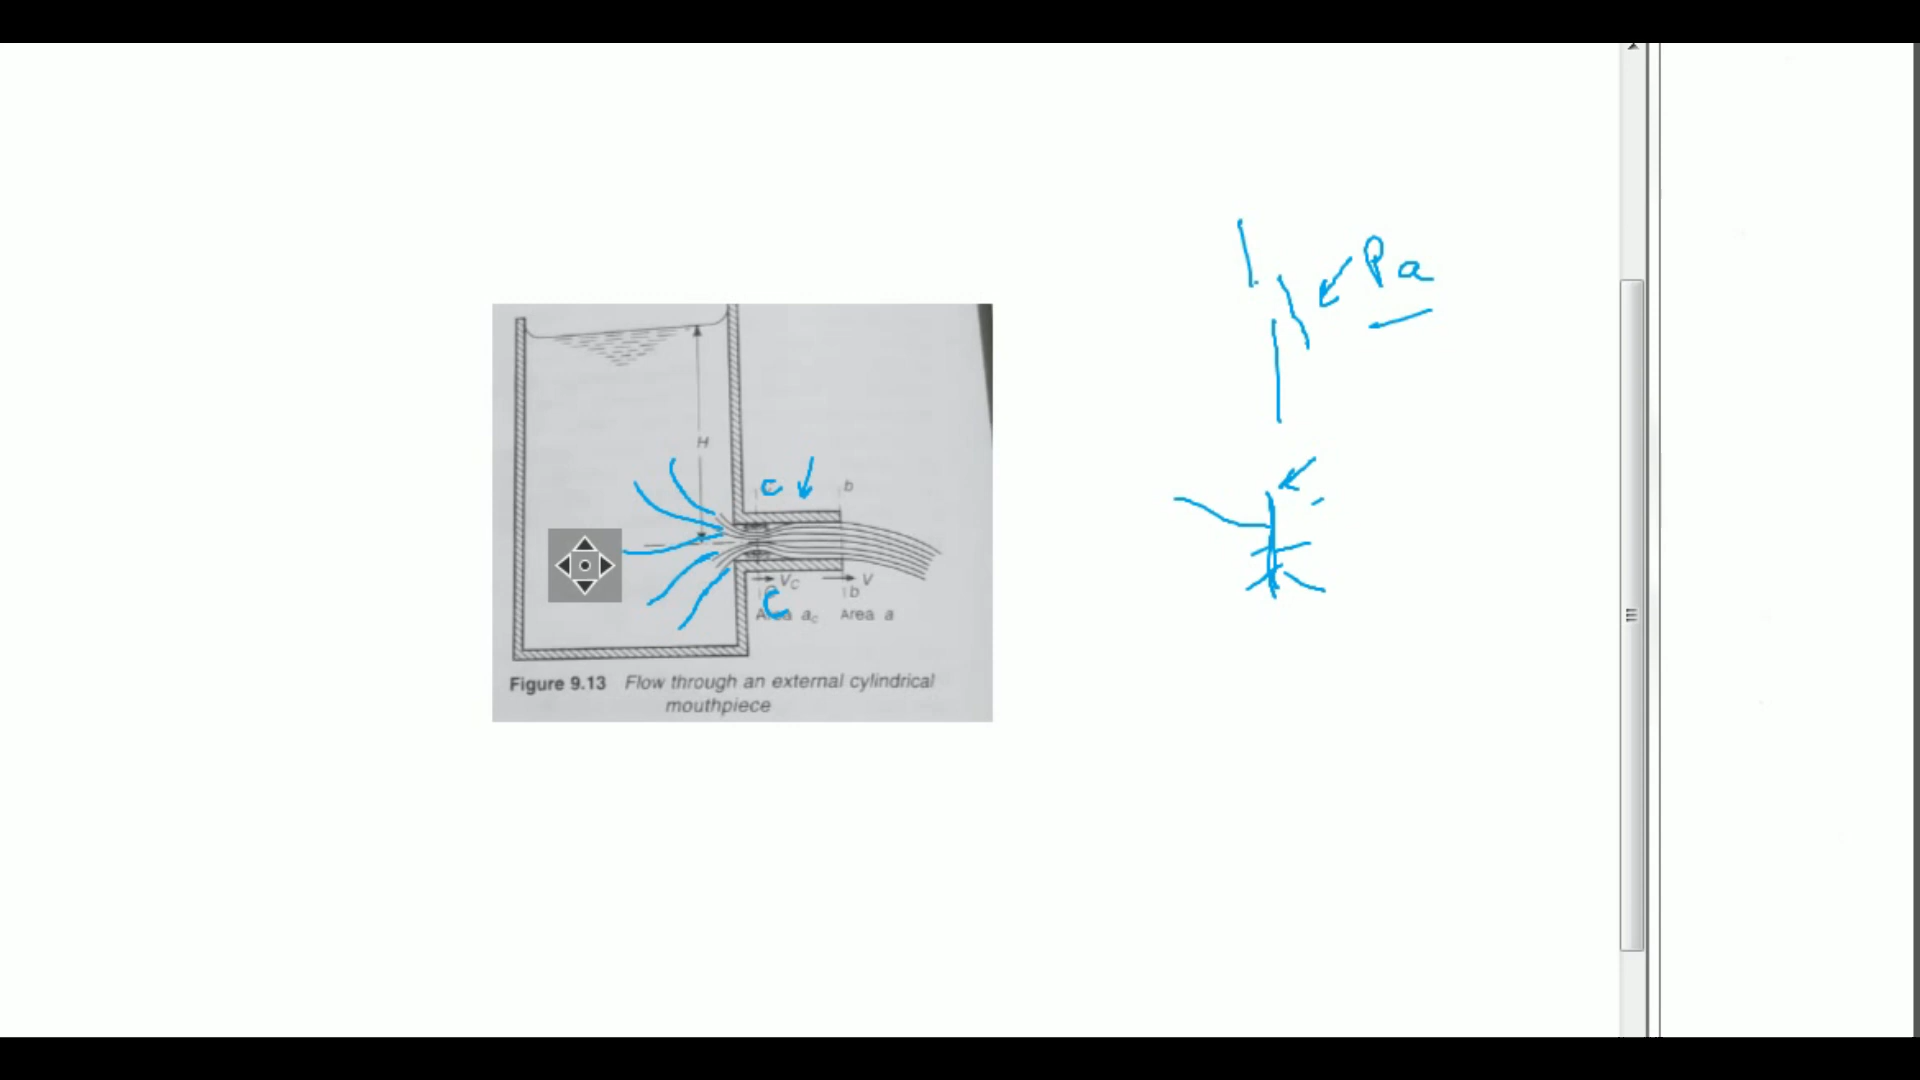 Pa
H
c
b
Vc
V
c
b
Area ac
Area a
Figure 9.13 Flow through an external cylindrical
mouthpiece